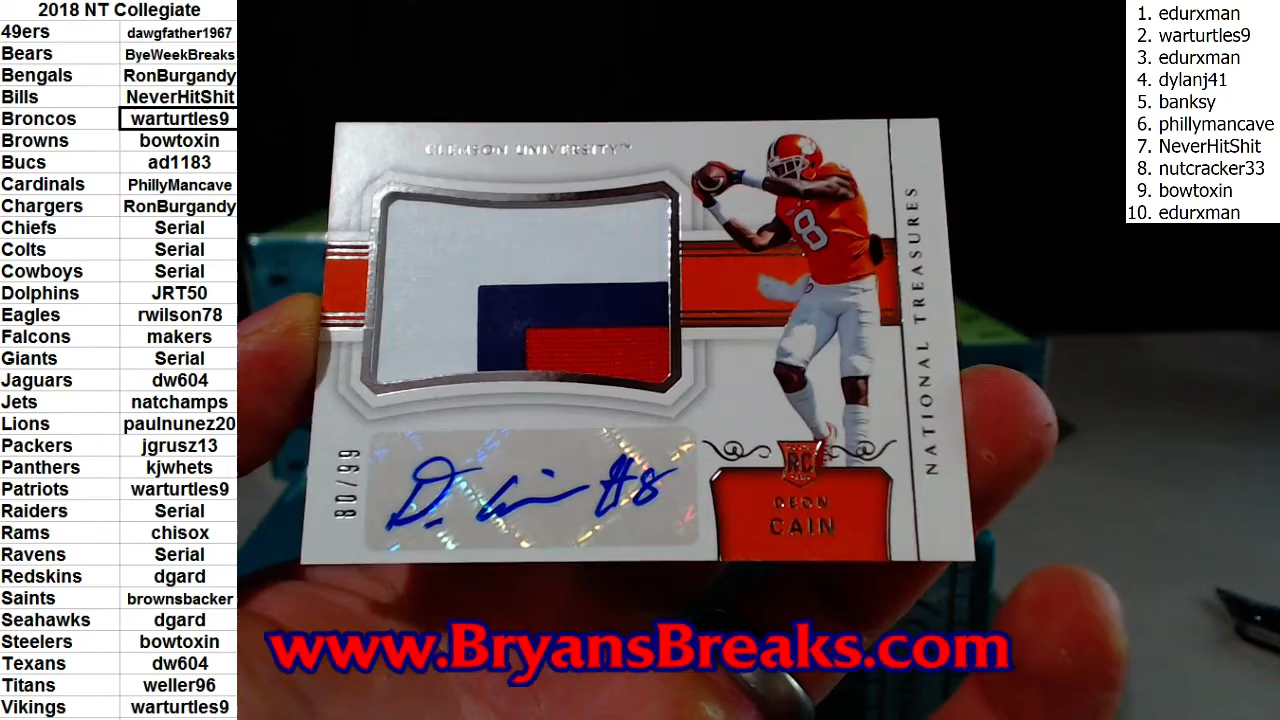 2018 NT Collegiate
49ers dawgfather1967
Bears ByeWeekBreaks
Bengals RonBurgandy
Bills NeverHitShit
Broncos warturtles9
Browns bowtoxin
Bucs ad1183
Cardinals PhillyMancave
Chargers RonBurgandy
Chiefs Serial
Colts Serial
Cowboys Serial
Dolphins JRT50
Eagles rwilson78
Falcons makers
Giants Serial
Jaguars dw604
Jets natchamps
Lions paulnunez20
Packers jgrusz13
Panthers kjwhets
Patriots warturtles9
Raiders Serial
Rams chisox
Ravens Serial
Redskins dgard
Saints brownsbacker
Seahawks dgard
Steelers bowtoxin
Texans dw604
Titans weller96
Vikings warturtles9
CLEMSON UNIVERSITY™
8
NATIONAL TREASURES
80/99
D. Cain #8
RC
DEON
CAIN
www.BryansBreaks.com
1. edurxman
2. warturtles9
3. edurxman
4. dylanj41
5. banksy
6. phillymancave
7. NeverHitShit
8. nutcracker33
9. bowtoxin
10. edurxman